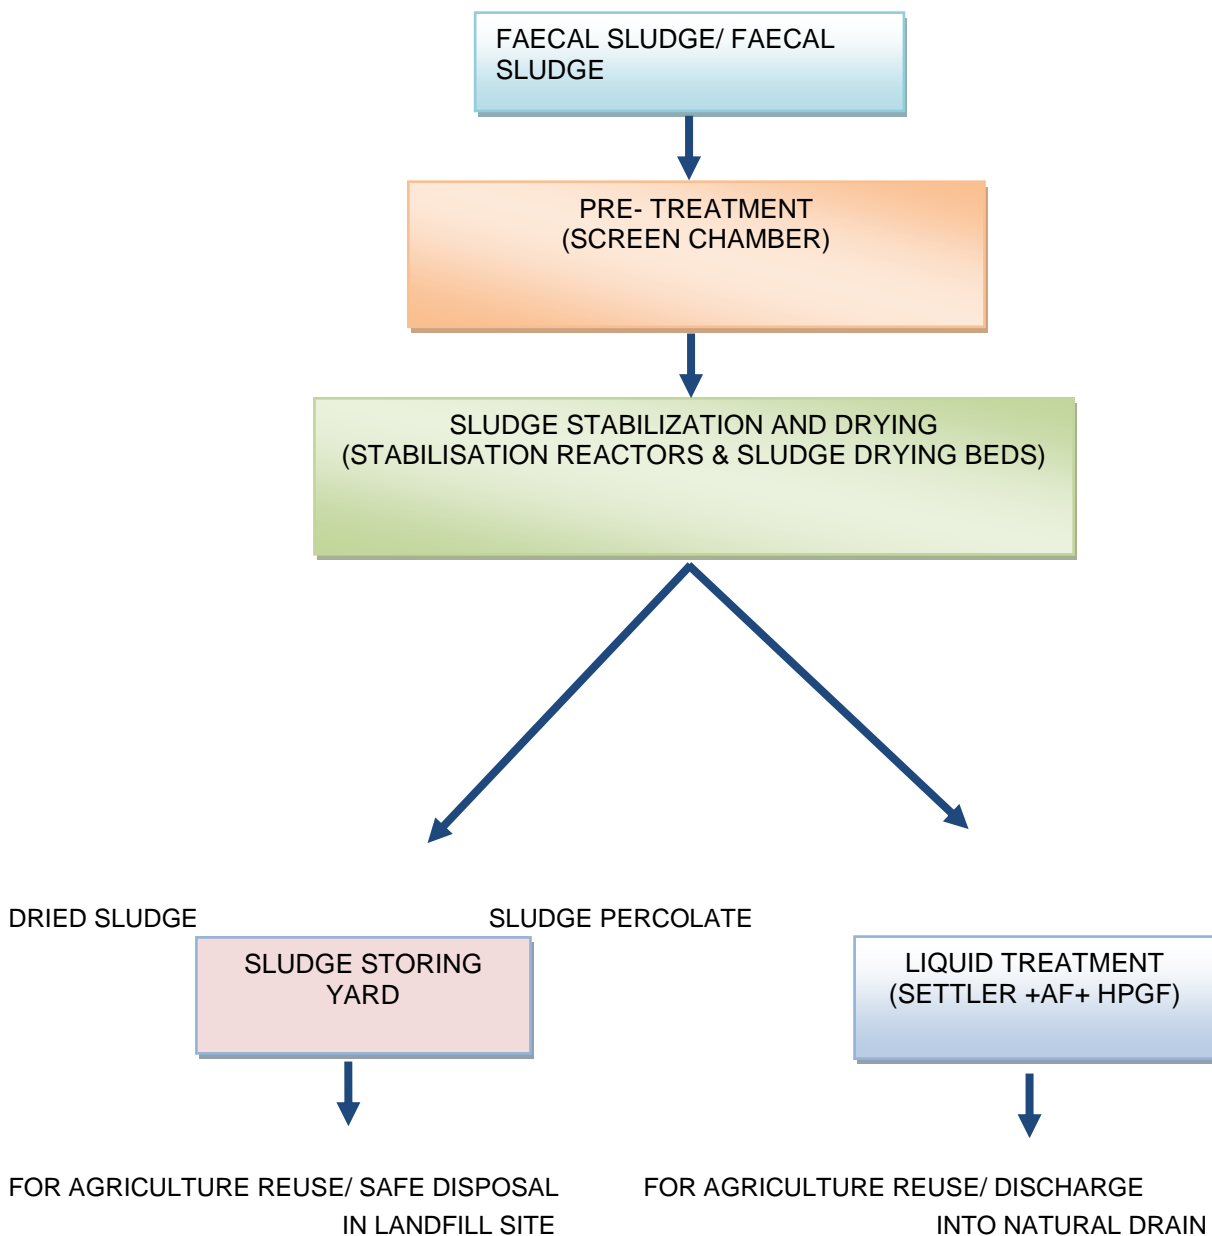 FAECAL SLUDGE/ FAECAL
SLUDGE
PRE- TREATMENT
(SCREEN CHAMBER)
SLUDGE STABILIZATION AND DRYING
(STABILISATION REACTORS & SLUDGE DRYING BEDS)
DRIED SLUDGE
SLUDGE PERCOLATE
SLUDGE STORING
YARD
LIQUID TREATMENT
(SETTLER +AF+ HPGF)
FOR AGRICULTURE REUSE/ SAFE DISPOSAL
IN LANDFILL SITE
FOR AGRICULTURE REUSE/ DISCHARGE
INTO NATURAL DRAIN